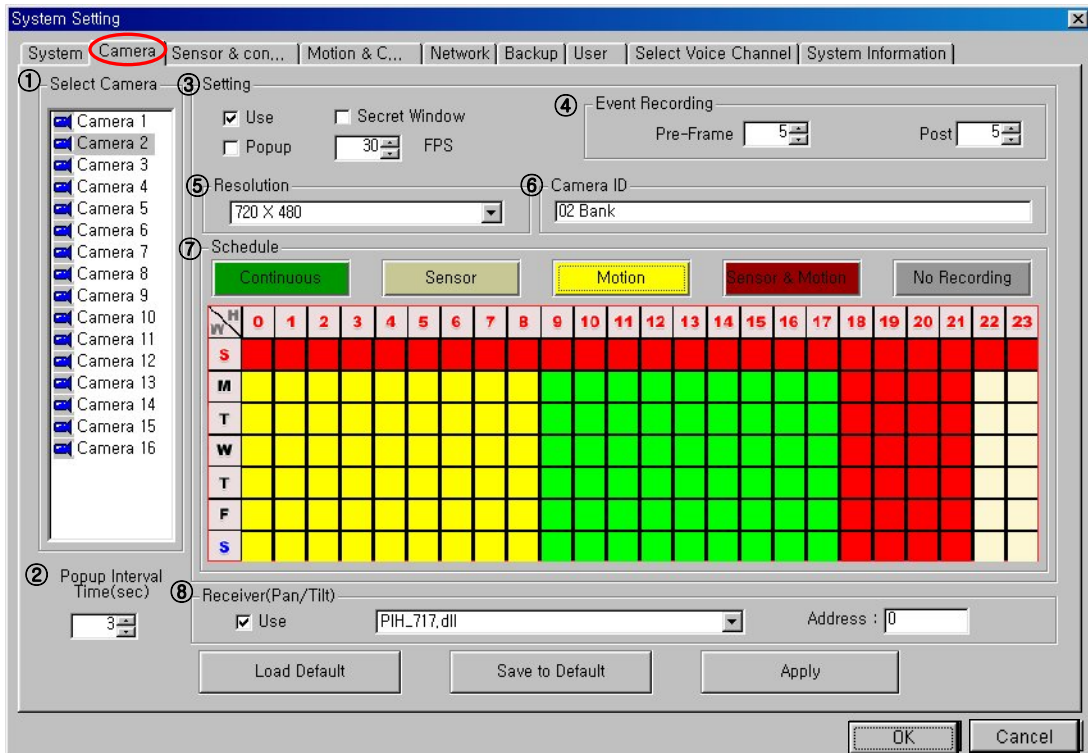 System Setting
System Camera Sensor & con... Motion & C... Network Backup User Select Voice Channel System Information
① Select Camera
Camera 1
Camera 2
Camera 3
Camera 4
Camera 5
Camera 6
Camera 7
Camera 8
Camera 9
Camera 10
Camera 11
Camera 12
Camera 13
Camera 14
Camera 15
Camera 16
② Popup Interval
Time(sec)
3
③ Setting
Use Secret Window
Popup 30 FPS
④ Event Recording
Pre-Frame 5 Post 5
⑤ Resolution
720 X 480
⑥ Camera ID
02 Bank
⑦ Schedule
Continuous Sensor Motion Sensor & Motion No Recording
W H 0 1 2 3 4 5 6 7 8 9 10 11 12 13 14 15 16 17 18 19 20 21 22 23
S
M
T
W
T
F
S
⑧ Receiver(Pan/Tilt)
Use PIH_717.dll Address : 0
Load Default Save to Default Apply
OK Cancel